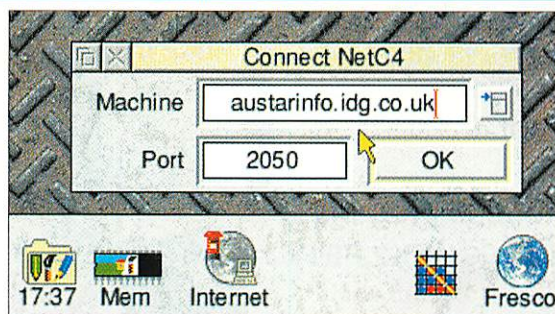 Connect NetC4
Machine austarinfo.idg.co.uk
Port 2050 OK
17:37 Mem Internet Fresco